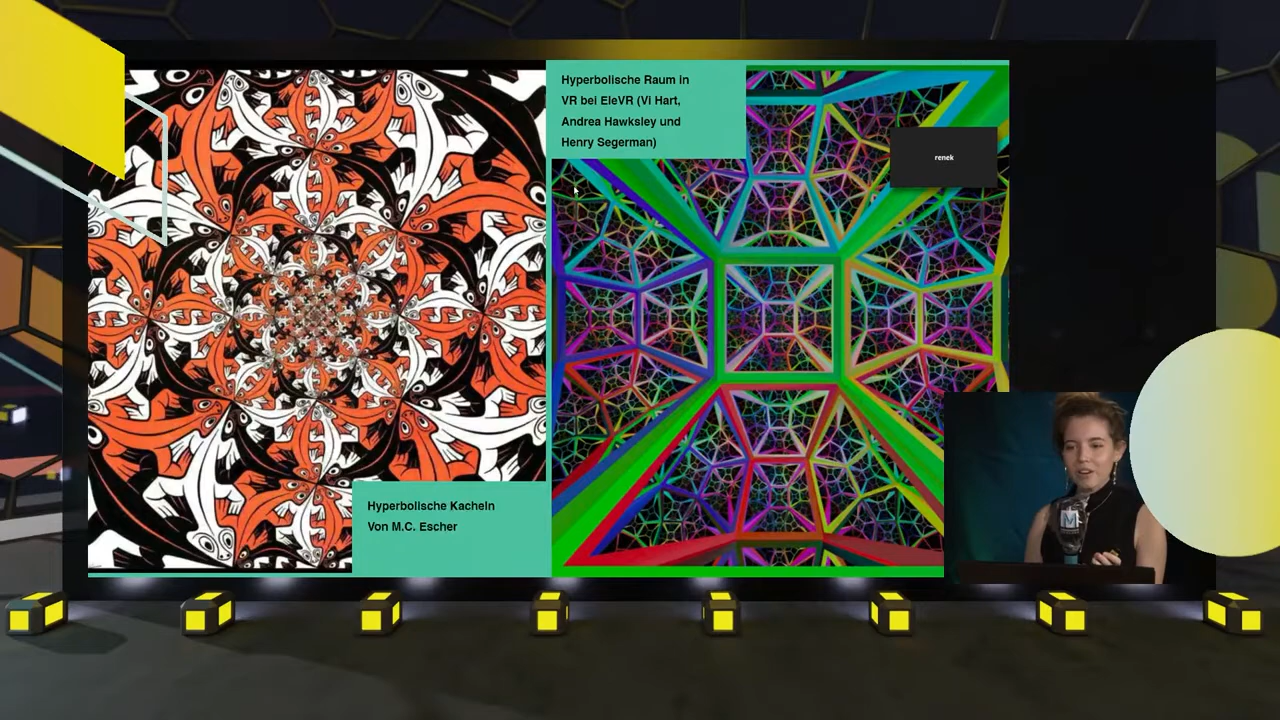 Hyperbolische Raum in
VR bei EleVR (Vi Hart,
Andrea Hawksley und
Henry Segerman)
renek
Hyperbolische Kacheln
Von M.C. Escher
M